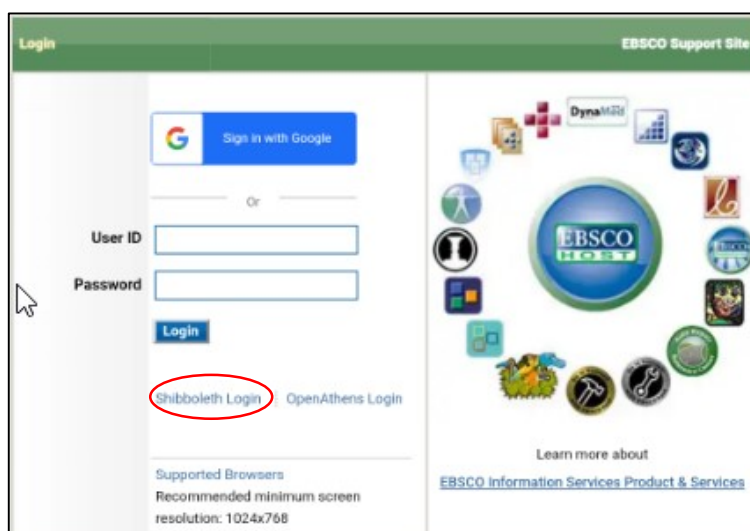 Login
EBSCO Support Site
Sign in with Google
Or
User ID
Password
Login
Shibboleth Login
OpenAthens Login
Supported Browsers
Recommended minimum screen
resolution: 1024x768
DynaMed
EBSCO
HOST
Learn more about
EBSCO Information Services Product & Services